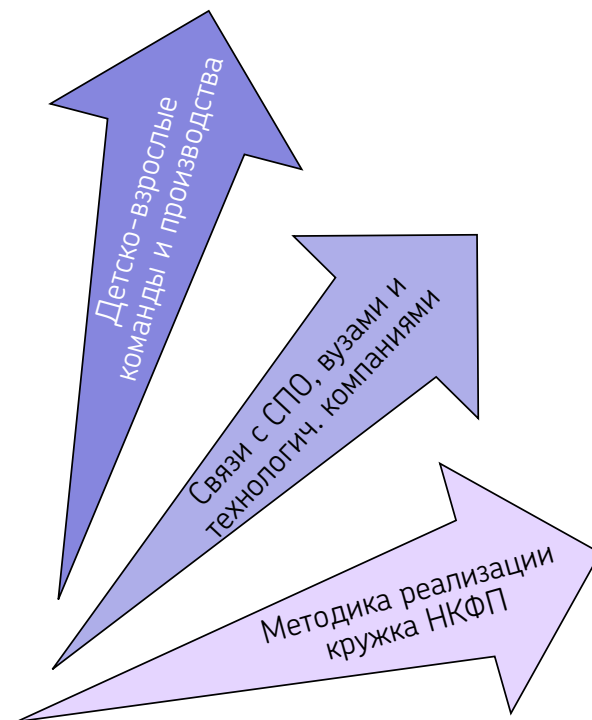 Детско-взрослые
команды и производства
Связи с СПО, вузами и
технологич. компаниями
Методика реализации
кружка НКФП